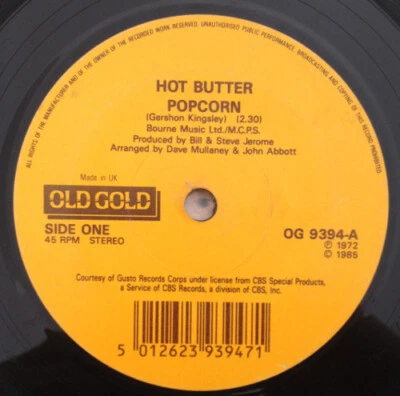 ALL RIGHTS OF THE MANUFACTURER AND OF THE OWNER OF THE RECORDED WORK RESERVED. UNAUTHORISED PUBLIC PERFORMANCE, BROADCASTING AND COPYING OF THIS RECORD PROHIBITED
HOT BUTTER
POPCORN
(Gershon Kingsley) (2.30)
Bourne Music Ltd./M.C.P.S.
Produced by Bill & Steve Jerome
Arranged by Dave Mullaney & John Abbott
Made in UK
OLD GOLD
SIDE ONE
45 RPM STEREO
OG 9394-A
℗ 1972
© 1985
Courtesy of Gusto Records Corps under license from CBS Special Products,
a Service of CBS Records, a division of CBS, Inc.
5 012623 939471